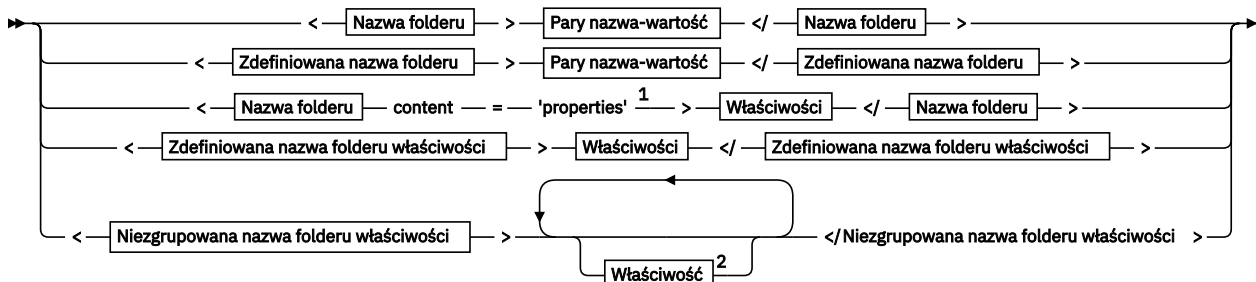 < Nazwa folderu > Pary nazwa-wartość </ Nazwa folderu >
< Zdefiniowana nazwa folderu > Pary nazwa-wartość </ Zdefiniowana nazwa folderu >
< Nazwa folderu content = 'properties' 1 > Właściwości </ Nazwa folderu >
< Zdefiniowana nazwa folderu właściwości > Właściwości </ Zdefiniowana nazwa folderu właściwości >
< Niezgrupowana nazwa folderu właściwości > </ Niezgrupowana nazwa folderu właściwości >
Właściwość 2